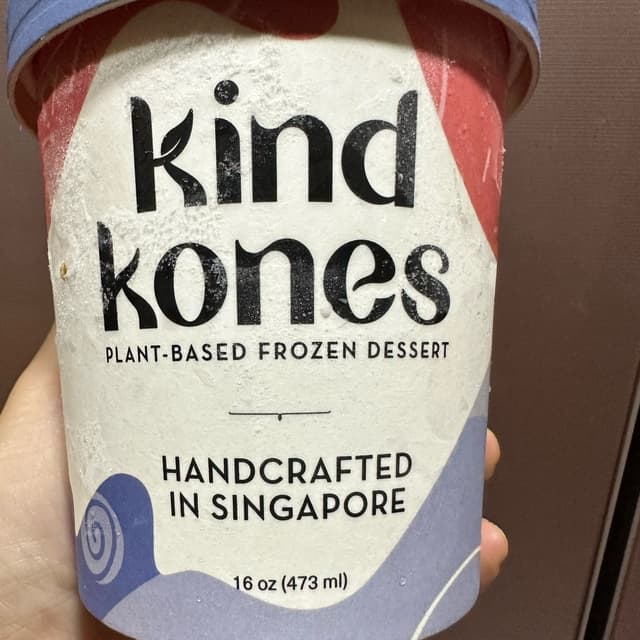 kind
kones
PLANT-BASED FROZEN DESSERT
HANDCRAFTED
IN SINGAPORE
16 oz (473 ml)